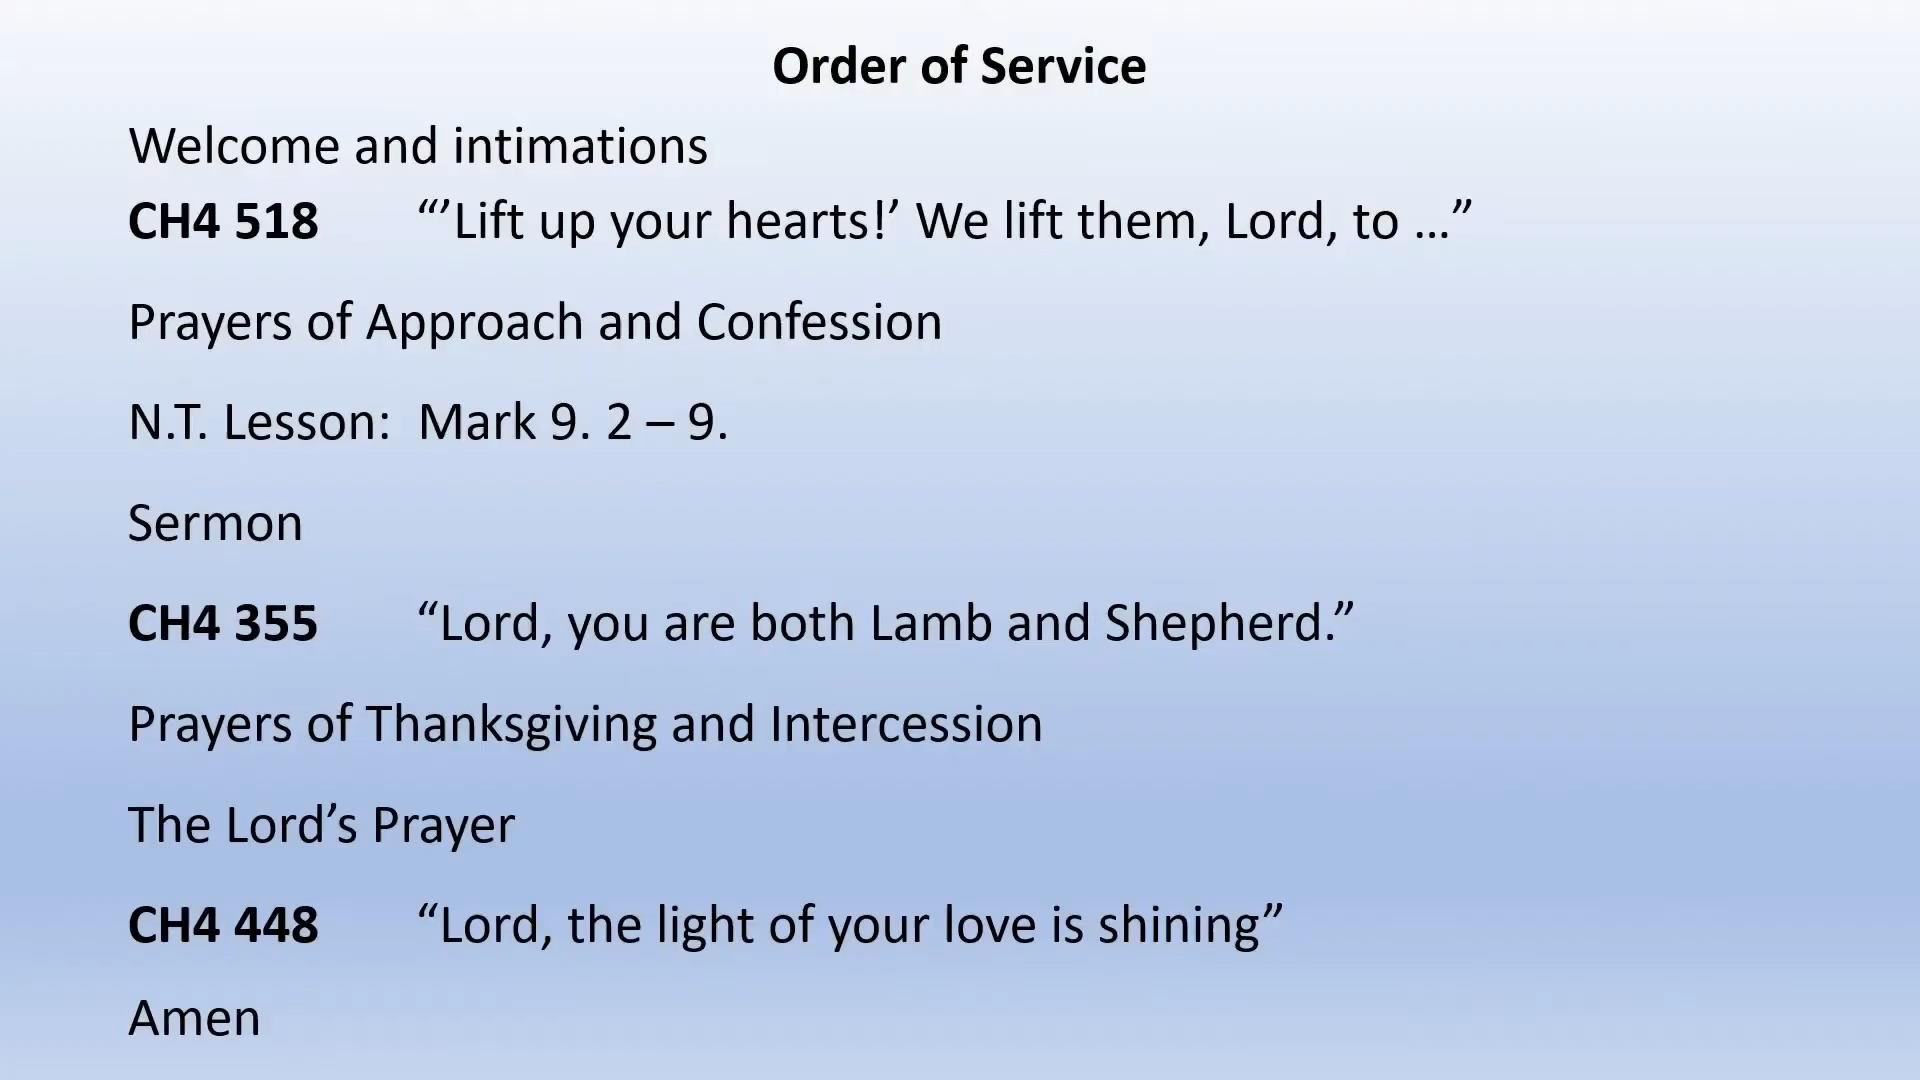 Order of Service
Welcome and intimations
CH4 518 “’Lift up your hearts!’ We lift them, Lord, to ...”
Prayers of Approach and Confession
N.T. Lesson: Mark 9. 2 – 9.
Sermon
CH4 355 “Lord, you are both Lamb and Shepherd.”
Prayers of Thanksgiving and Intercession
The Lord’s Prayer
CH4 448 “Lord, the light of your love is shining”
Amen